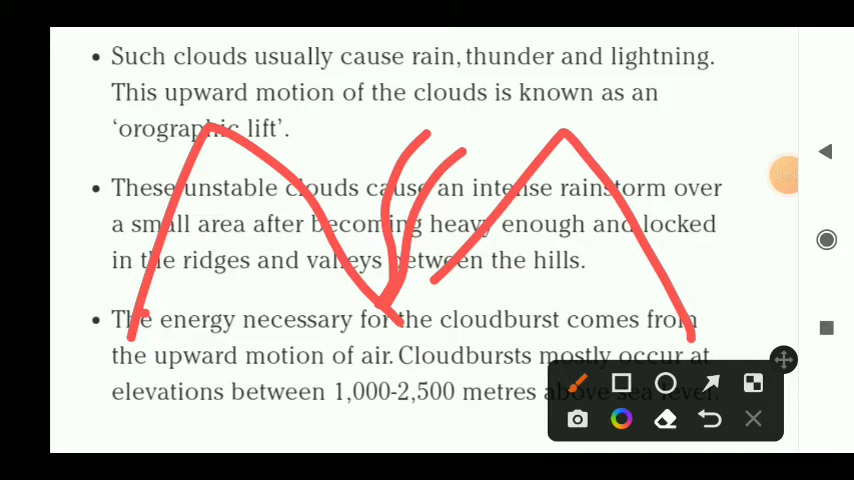 • Such clouds usually cause rain, thunder and lightning.
This upward motion of the clouds is known as an
‘orographic lift’.
• These unstable clouds cause an intense rainstorm over
a small area after becoming heavy enough and locked
in the ridges and valleys between the hills.
• The energy necessary for the cloudburst comes from
the upward motion of air. Cloudbursts mostly occur at
elevations between 1,000-2,500 metres above sea level.